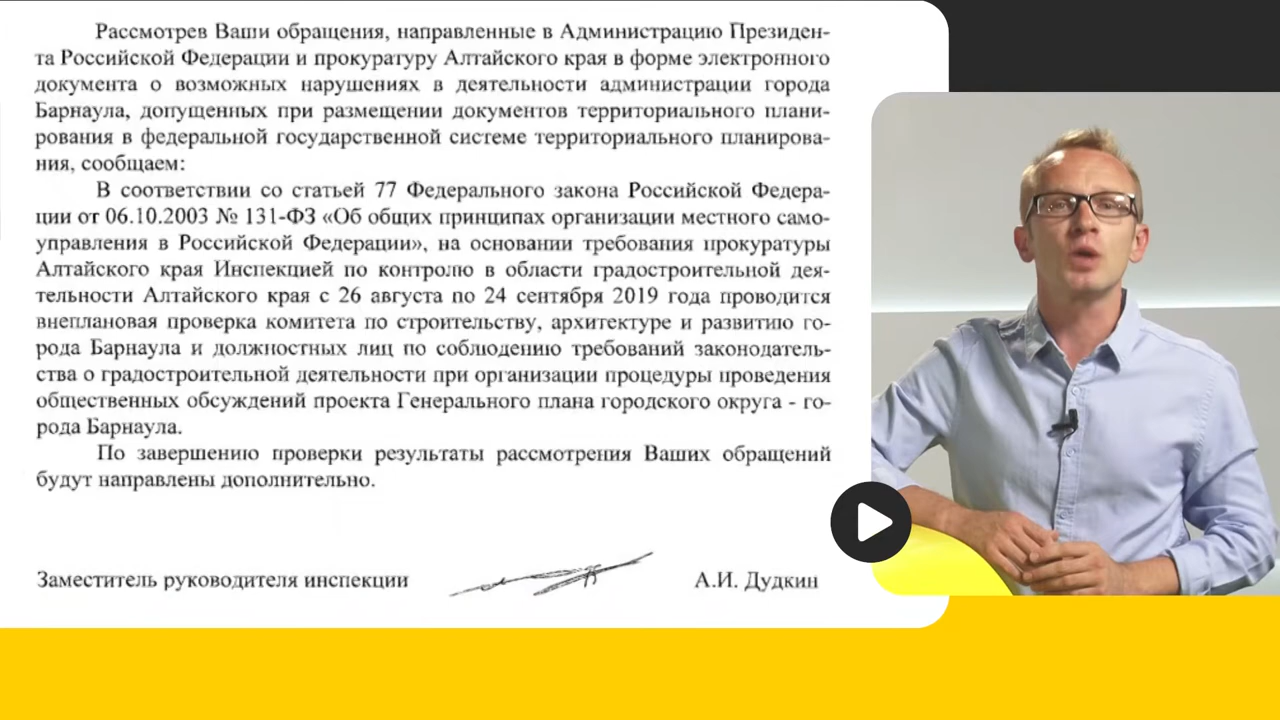 Рассмотрев Ваши обращения, направленные в Администрацию Президен-
та Российской Федерации и прокуратуру Алтайского края в форме электронного
документа о возможных нарушениях в деятельности администрации города
Барнаула, допущенных при размещении документов территориального плани-
рования в федеральной государственной системе территориального планирова-
ния, сообщаем:
В соответствии со статьей 77 Федерального закона Российской Федера-
ции от 06.10.2003 № 131-ФЗ «Об общих принципах организации местного само-
управления в Российской Федерации», на основании требования прокуратуры
Алтайского края Инспекцией по контролю в области градостроительной дея-
тельности Алтайского края с 26 августа по 24 сентября 2019 года проводится
внеплановая проверка комитета по строительству, архитектуре и развитию го-
рода Барнаула и должностных лиц по соблюдению требований законодатель-
ства о градостроительной деятельности при организации процедуры проведения
общественных обсуждений проекта Генерального плана городского округа - го-
рода Барнаула.
По завершению проверки результаты рассмотрения Ваших обращений
будут направлены дополнительно.
Заместитель руководителя инспекции А.И. Дудкин